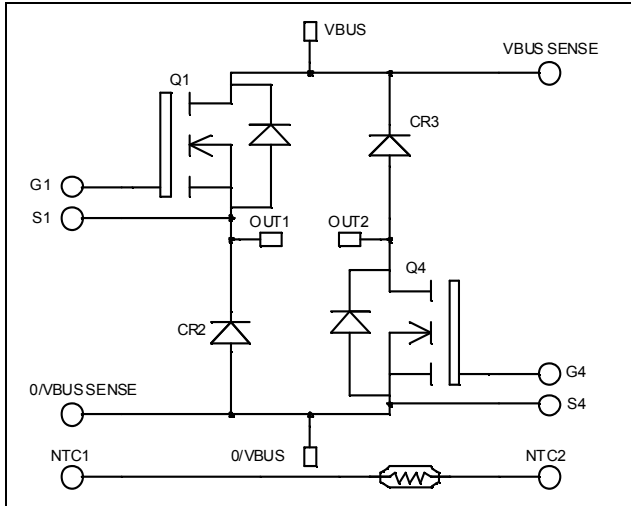 VBUS
VBUS SENSE
Q1
CR3
G1
S1
OUT1
OUT2
Q4
CR2
G4
0/VBUS SENSE
S4
NTC1
0/VBUS
NTC2